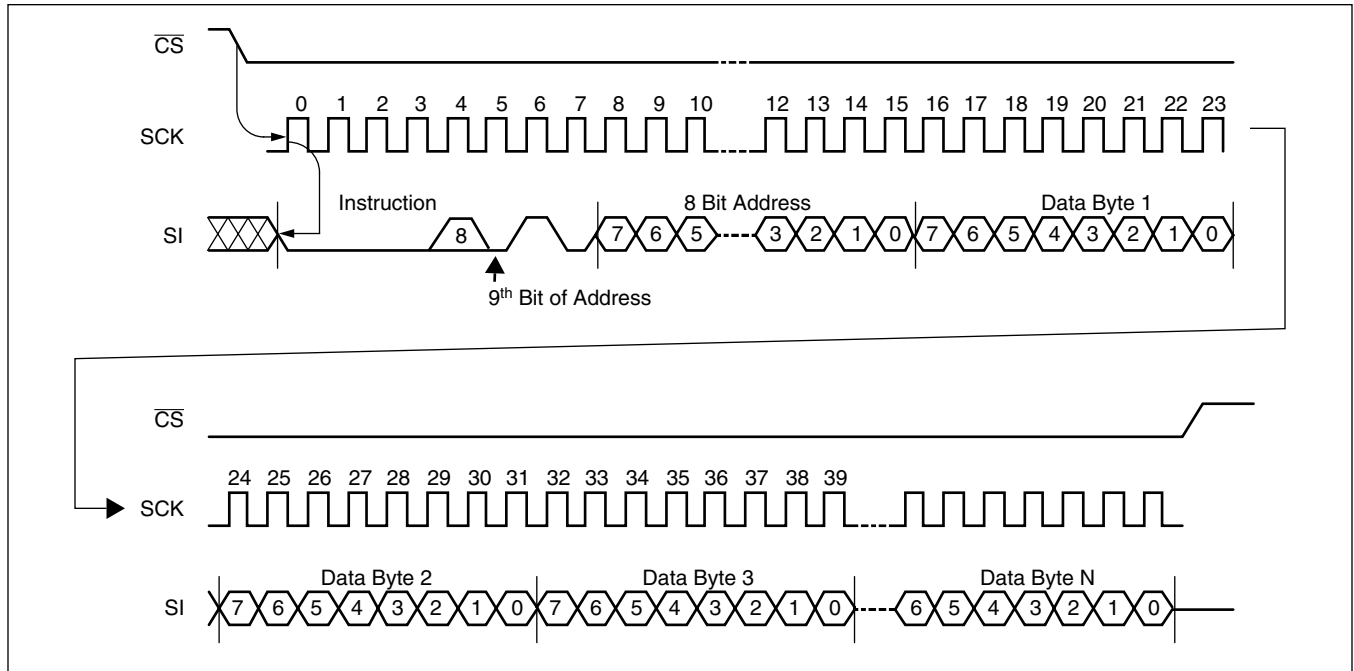 CS
0 1 2 3 4 5 6 7 8 9 10 12 13 14 15 16 17 18 19 20 21 22 23
SCK
Instruction 8 Bit Address Data Byte 1
SI 8 7 6 5 3 2 1 0 7 6 5 4 3 2 1 0
9th Bit of Address
CS
24 25 26 27 28 29 30 31 32 33 34 35 36 37 38 39
SCK
Data Byte 2 Data Byte 3 Data Byte N
SI 7 6 5 4 3 2 1 0 7 6 5 4 3 2 1 0 6 5 4 3 2 1 0